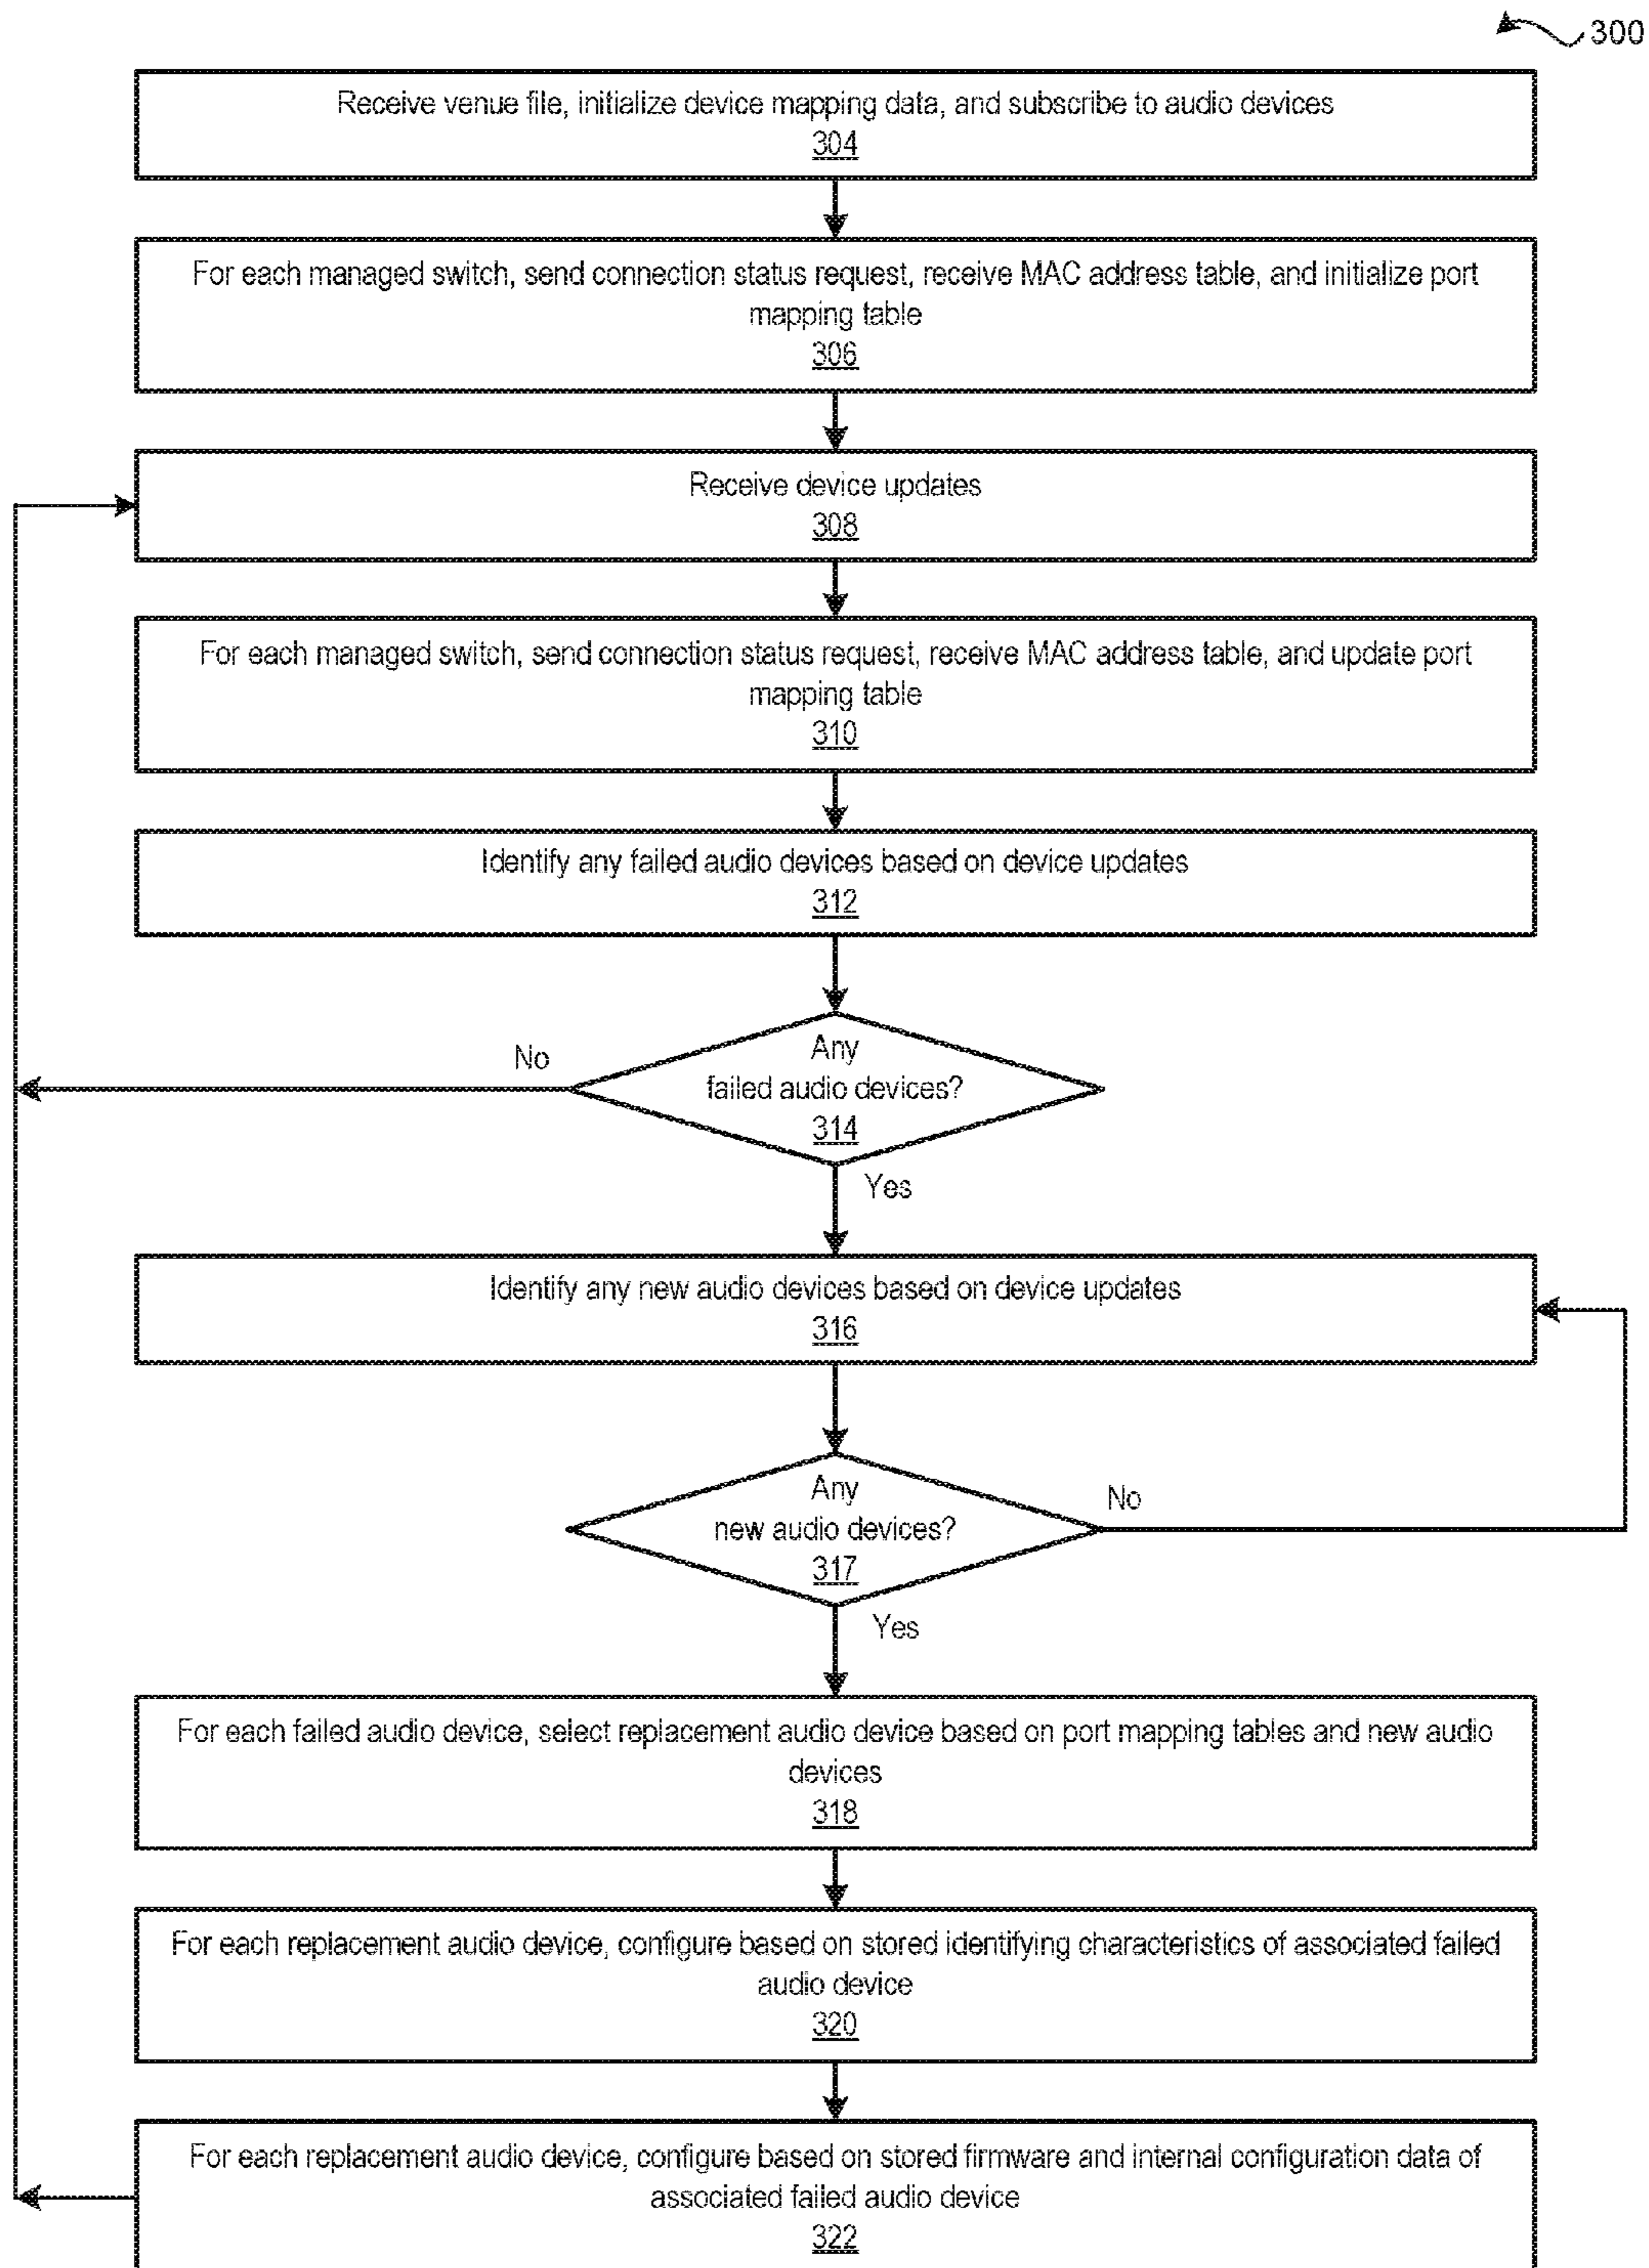 300
Receive venue file, initialize device mapping data, and subscribe to audio devices
304
For each managed switch, send connection status request, receive MAC address table, and initialize port
mapping table
306
Receive device updates
308
For each managed switch, send connection status request, receive MAC address table, and update port
mapping table
310
Identify any failed audio devices based on device updates
312
Any
failed audio devices?
314
No
Yes
Identify any new audio devices based on device updates
316
Any
new audio devices?
317
No
Yes
For each failed audio device, select replacement audio device based on port mapping tables and new audio
devices
318
For each replacement audio device, configure based on stored identifying characteristics of associated failed
audio device
320
For each replacement audio device, configure based on stored firmware and internal configuration data of
associated failed audio device
322